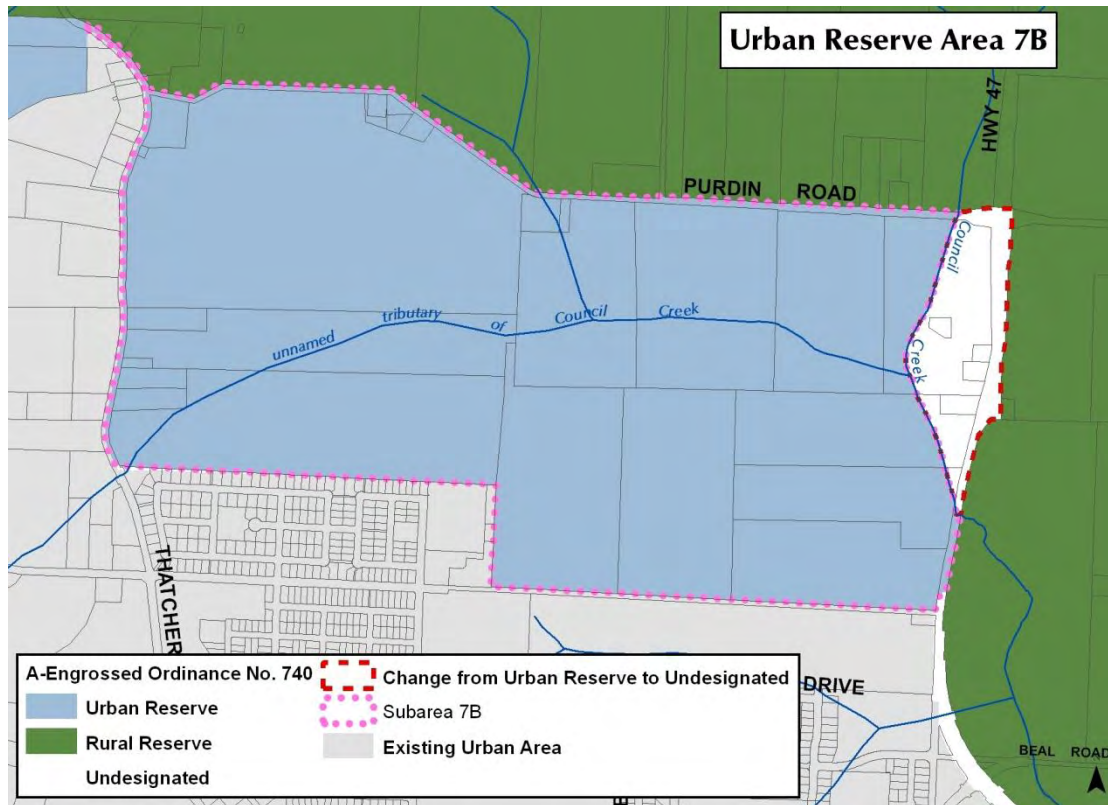 Urban Reserve Area 7B
HWY 47
PURDIN ROAD
Council
Creek
unnamed tributary of Council Creek
THATCHER
DRIVE
BEAL ROAD
A-Engrossed Ordinance No. 740
Urban Reserve
Rural Reserve
Undesignated
Change from Urban Reserve to Undesignated
Subarea 7B
Existing Urban Area